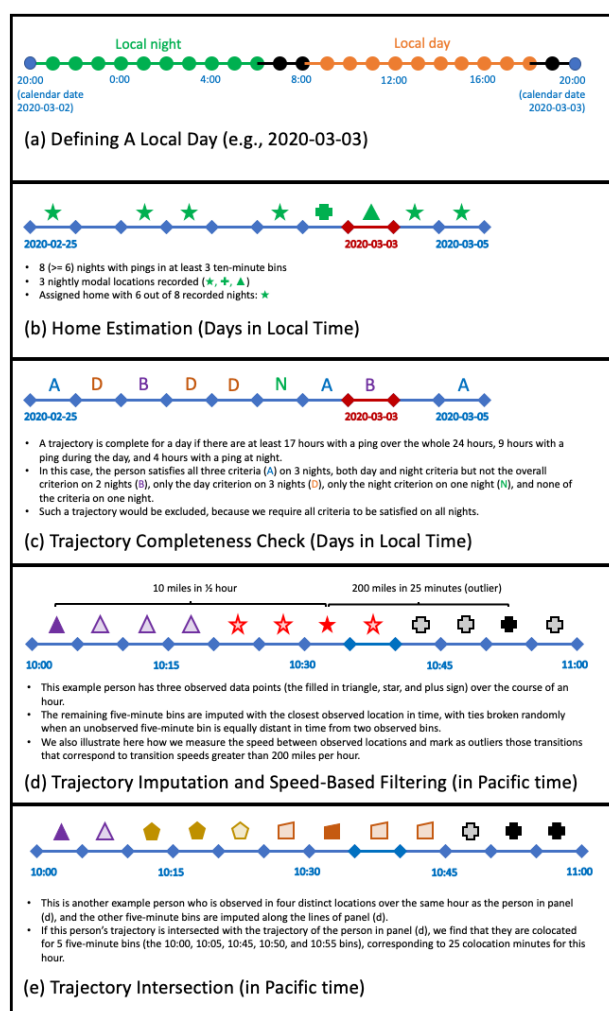 Local night
Local day
20:00
0:00
4:00
8:00
12:00
16:00
20:00
(calendar date
2020-03-02)
(calendar date
2020-03-03)
(a) Defining A Local Day (e.g., 2020-03-03)
2020-02-25
2020-03-03
2020-03-05
• 8 (>= 6) nights with pings in at least 3 ten-minute bins
• 3 nightly modal locations recorded (★, ✚, ▲)
• Assigned home with 6 out of 8 recorded nights: ★
(b) Home Estimation (Days in Local Time)
A D B D D N A B A
2020-02-25
2020-03-03
2020-03-05
• A trajectory is complete for a day if there are at least 17 hours with a ping over the whole 24 hours, 9 hours with a
ping during the day, and 4 hours with a ping at night.
• In this case, the person satisfies all three criteria (A) on 3 nights, both day and night criteria but not the overall
criterion on 2 nights (B), only the day criterion on 3 nights (D), only the night criterion on one night (N), and none of
the criteria on one night.
• Such a trajectory would be excluded, because we require all criteria to be satisfied on all nights.
(c) Trajectory Completeness Check (Days in Local Time)
10 miles in ½ hour
200 miles in 25 minutes (outlier)
10:00
10:15
10:30
10:45
11:00
• This example person has three observed data points (the filled in triangle, star, and plus sign) over the course of an
hour.
• The remaining five-minute bins are imputed with the closest observed location in time, with ties broken randomly
when an unobserved five-minute bin is equally distant in time from two observed bins.
• We also illustrate here how we measure the speed between observed locations and mark as outliers those transitions
that correspond to transition speeds greater than 200 miles per hour.
(d) Trajectory Imputation and Speed-Based Filtering (in Pacific time)
10:00
10:15
10:30
10:45
11:00
• This is another example person who is observed in four distinct locations over the same hour as the person in panel
(d), and the other five-minute bins are imputed along the lines of panel (d).
• If this person's trajectory is intersected with the trajectory of the person in panel (d), we find that they are colocated
for 5 five-minute bins (the 10:00, 10:05, 10:45, 10:50, and 10:55 bins), corresponding to 25 colocation minutes for this
hour.
(e) Trajectory Intersection (in Pacific time)